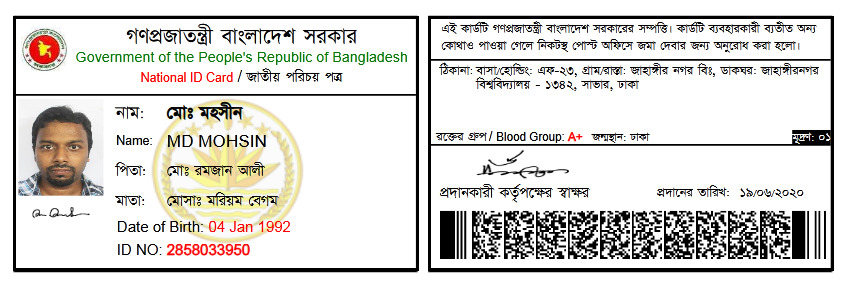 গণপ্রজাতন্ত্রী বাংলাদেশ সরকার
Government of the People's Republic of Bangladesh
National ID Card / জাতীয় পরিচয় পত্র
নাম: মোঃ মহসীন
Name: MD MOHSIN
পিতা: মোঃ রমজান আলী
মাতা: মোসাঃ মরিয়ম বেগম
Date of Birth: 04 Jan 1992
ID NO: 2858033950
এই কার্ডটি গণপ্রজাতন্ত্রী বাংলাদেশ সরকারের সম্পত্তি। কার্ডটি ব্যবহারকারী ব্যতীত অন্য
কোথাও পাওয়া গেলে নিকটস্থ পোস্ট অফিসে জমা দেবার জন্য অনুরোধ করা হলো।
ঠিকানা: বাসা/হোল্ডিং: এফ-২৩, গ্রাম/রাস্তা: জাহাঙ্গীর নগর বিঃ, ডাকঘর: জাহাঙ্গীরনগর
বিশ্ববিদ্যালয় - ১৩৪২, সাভার, ঢাকা
রক্তের গ্রুপ / Blood Group: A+ জন্মস্থান: ঢাকা মূদ্রণ: ০১
প্রদানকারী কর্তৃপক্ষের স্বাক্ষর প্রদানের তারিখ: ১৯/০৬/২০২০